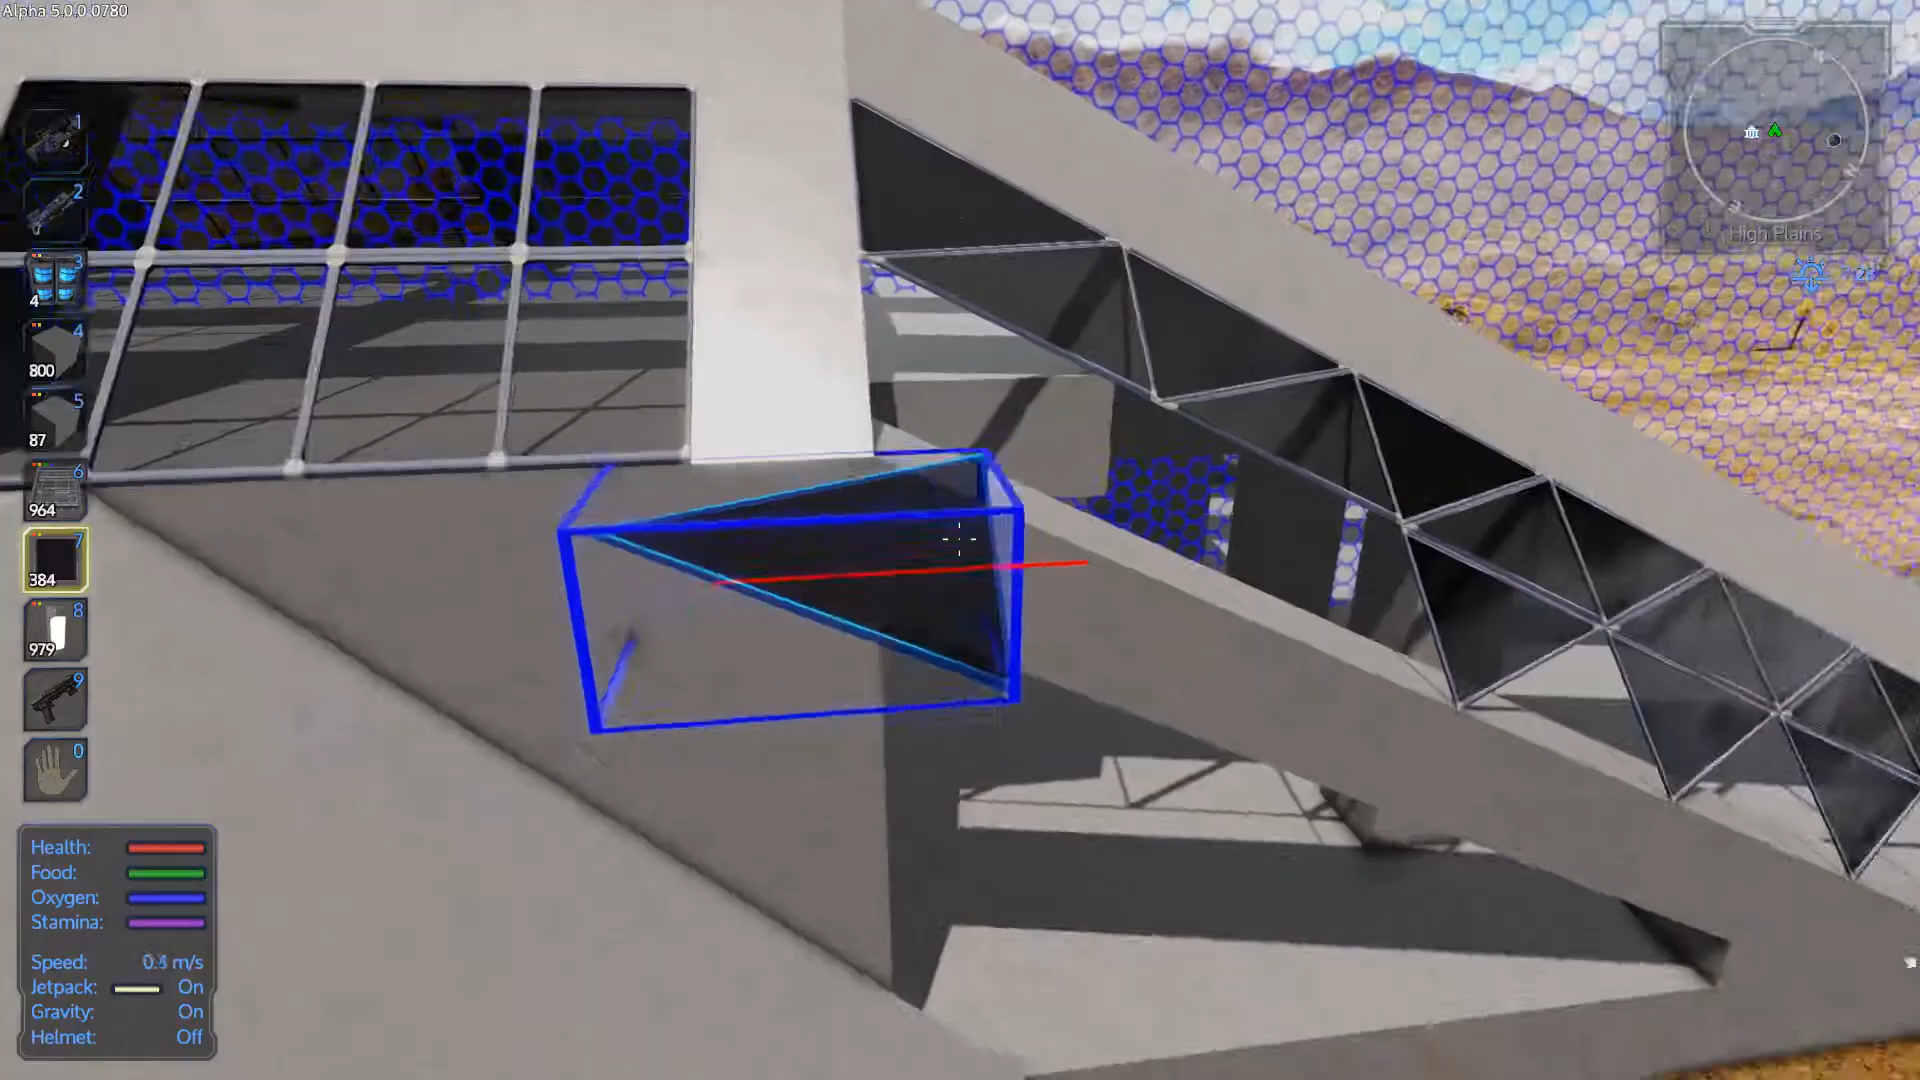 Alpha 5.0.0 0780
High Plains
1
2
3
4
4
800
5
87
6
964
7
384
8
979
9
0
Health:
Food:
Oxygen:
Stamina:
Speed: 0.3 m/s
Jetpack: On
Gravity: On
Helmet: Off